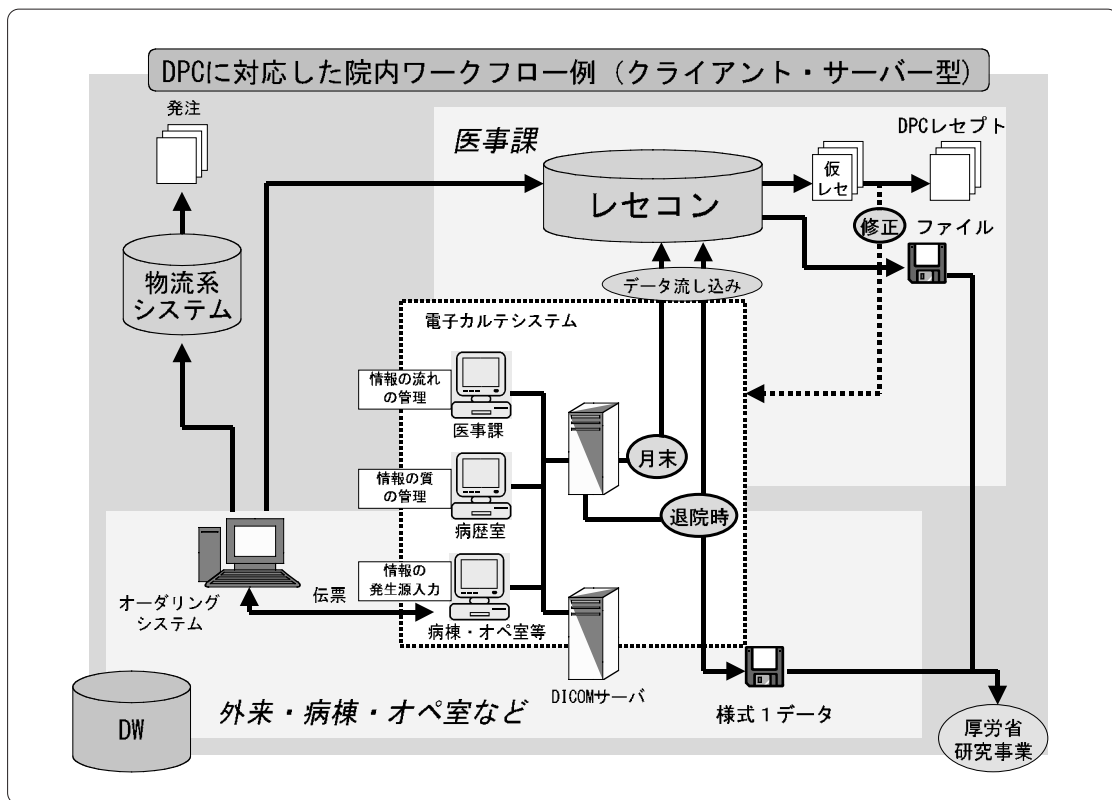 DPCに対応した院内ワークフロー例（クライアント・サーバー型）
発注
医事課
DPCレセプト
仮
レセ
レセコン
修正
ファイル
物流系
システム
データ流し込み
電子カルテシステム
情報の流れ
の管理
医事課
月末
情報の質
の管理
病歴室
退院時
情報の
発生源入力
伝票
オーダリング
システム
病棟・オペ室等
DICOMサーバ
様式１データ
外来・病棟・オペ室など
DW
厚労省
研究事業